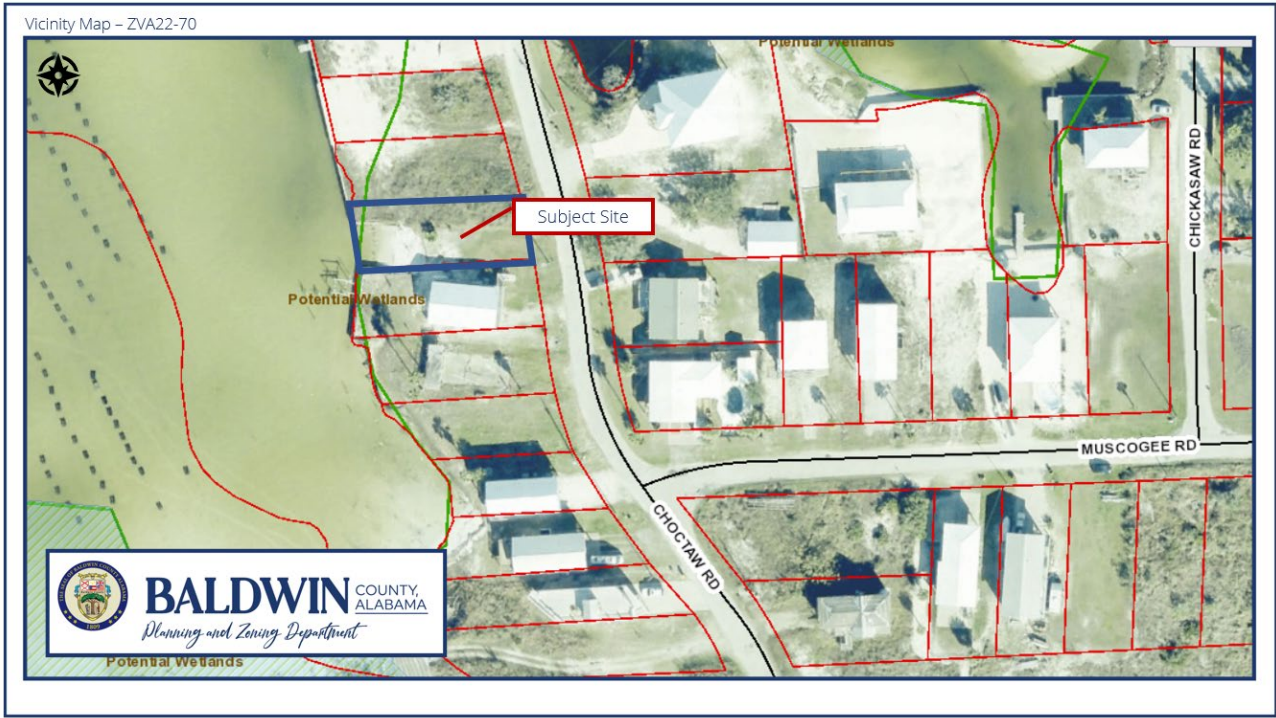 Vicinity Map – ZVA22-70
Potential Wetlands
CHICKASAW RD
Subject Site
Potential Wetlands
MUSCOGEE RD
CHOCTAW RD
BALDWIN COUNTY,
ALABAMA
Planning and Zoning Department
Potential Wetlands